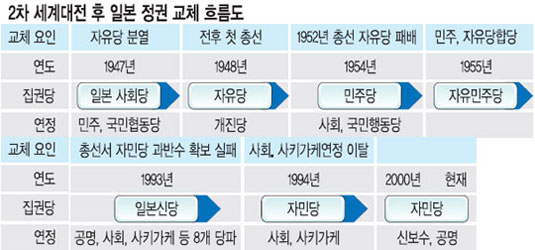 2차 세계대전 후 일본 정권 교체 흐름도
교체 요인 자유당 분열 전후 첫 총선 1952년 총선 자유당 패배 민주, 자유당합당
연도 1947년 1948년 1954년 1955년
집권당 일본 사회당 자유당 민주당 자유민주당
연정 민주, 국민협동당 개진당 사회, 국민행동당
교체 요인 총선서 자민당 과반수 확보 실패 사회, 사키가케연정 이탈
연도 1993년 1994년 2000년 현재
집권당 일본신당 자민당 자민당
연정 공명, 사회, 사키가케 등 8개 당파 사회, 사키가케 신보수, 공명